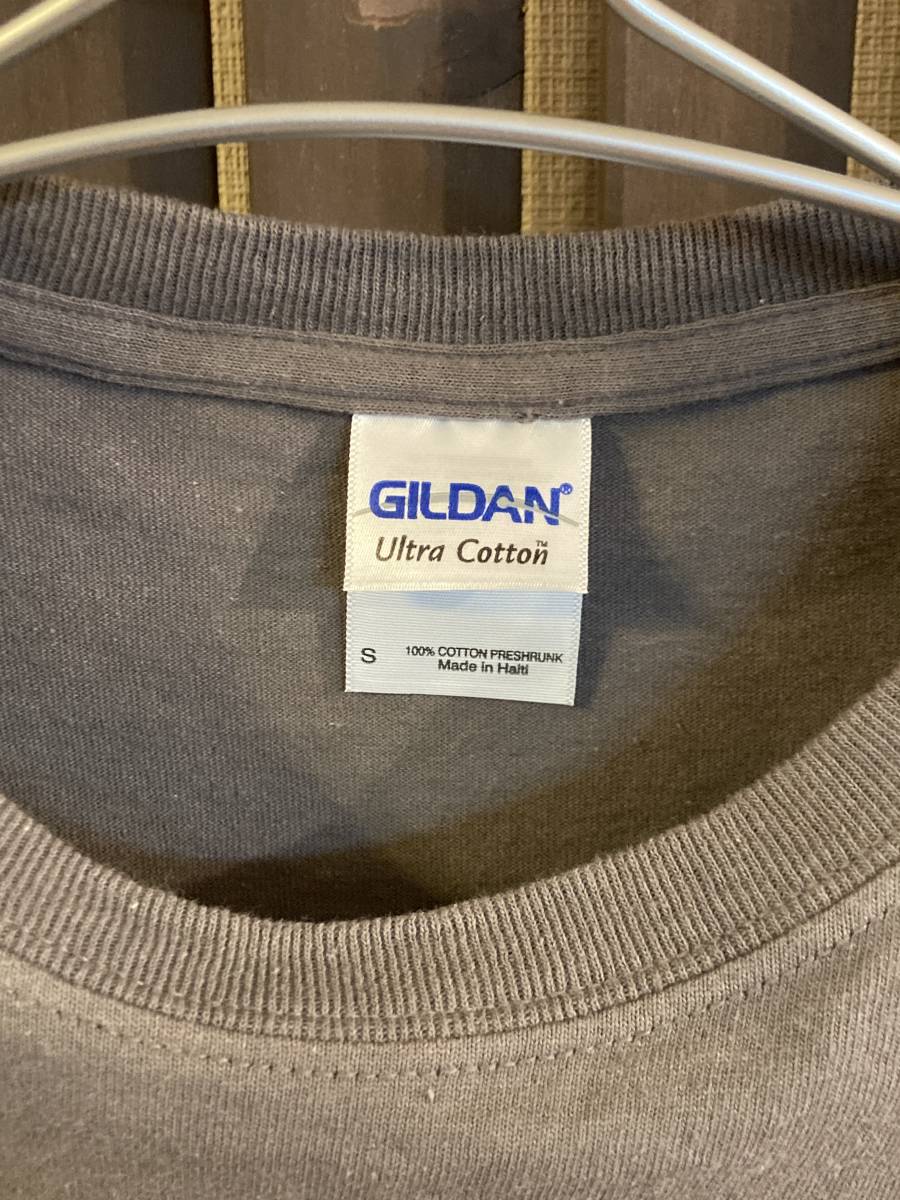 GILDAN®
Ultra Cotton™
S 100% COTTON PRESHRUNK
Made in Haiti